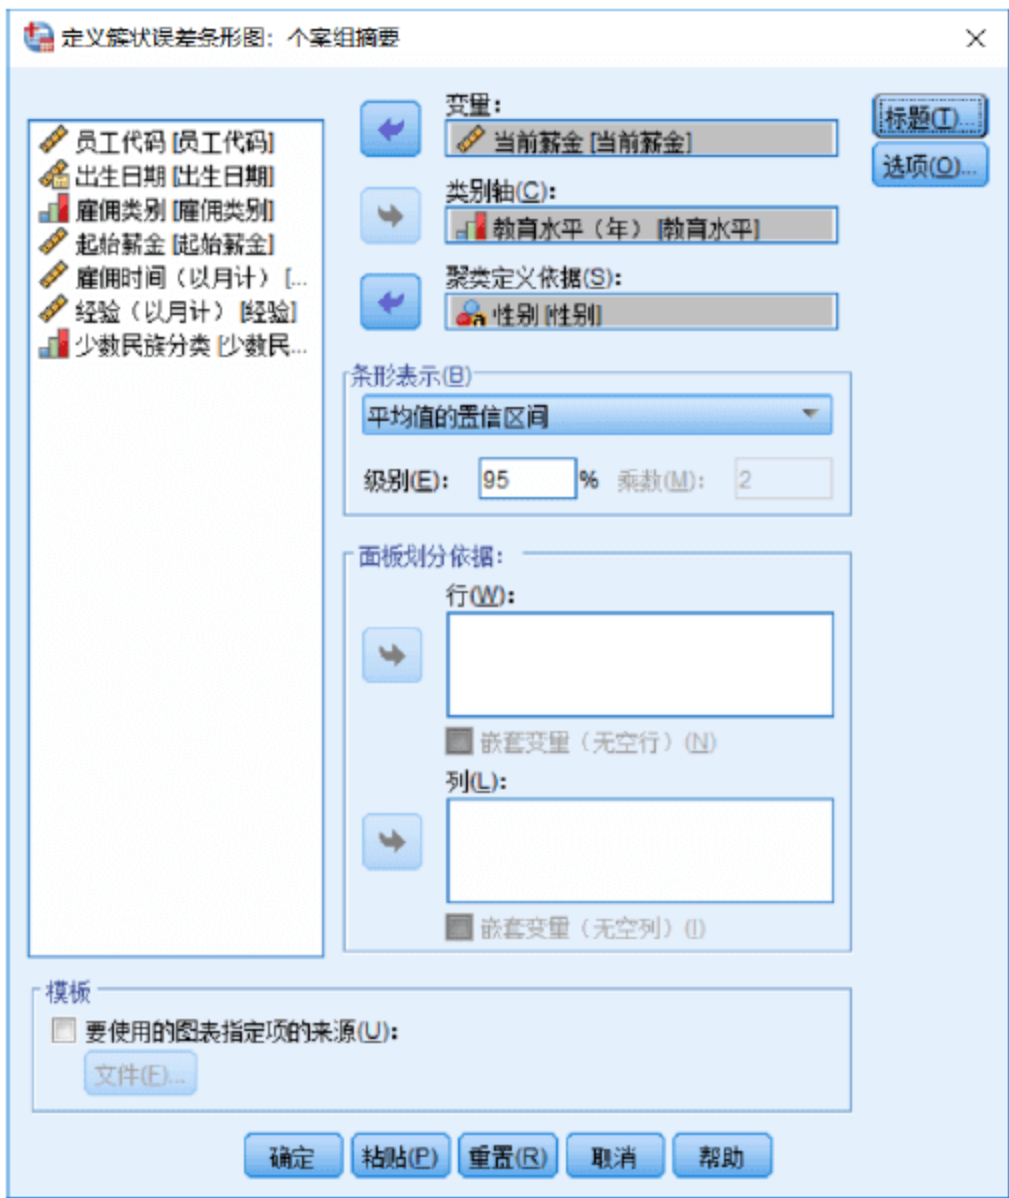 定义簇状误差条形图：个案组摘要
员工代码 [员工代码]
出生日期 [出生日期]
雇佣类别 [雇佣类别]
起始薪金 [起始薪金]
雇佣时间（以月计） [...
经验（以月计） [经验]
少数民族分类 [少数民...
变量：
当前薪金 [当前薪金]
类别轴(C)：
教育水平（年） [教育水平]
聚类定义依据(S)：
性别 [性别]
标题(T)...
选项(O)...
条形表示(B)
平均值的置信区间
级别(E)： 95 % 乘数(M)： 2
面板划分依据：
行(W)：
嵌套变量（无空行）(N)
列(L)：
嵌套变量（无空列）(I)
模板
要使用的图表指定项的来源(U)：
文件(F)...
确定 粘贴(P) 重置(R) 取消 帮助